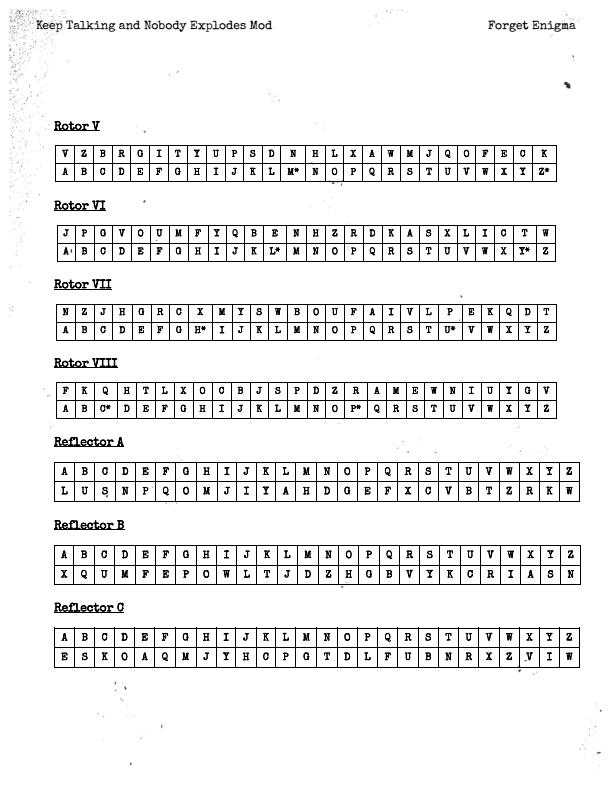 Keep Talking and Nobody Explodes Mod Forget Enigma
Rotor V
V Z B R G I T Y U P S D N H L X A W M J Q O F E C K
A B C D E F G H I J K L M* N O P Q R S T U V W X Y Z*
Rotor VI
J P G V O U M F Y Q B E N H Z R D K A S X L I C T W
A B C D E F G H I J K L* M N O P Q R S T U V W X Y* Z
Rotor VII
N Z J H G R C X M Y S W B O U F A I V L P E K Q D T
A B C D E F G H* I J K L M N O P Q R S T U* V W X Y Z
Rotor VIII
F K Q H T L X O C B J S P D Z R A M E W N I U Y G V
A B C* D E F G H I J K L M N O P* Q R S T U V W X Y Z
Reflector A
A B C D E F G H I J K L M N O P Q R S T U V W X Y Z
L U S N P Q O M J I Y A H D G E F X C V B T Z R K W
Reflector B
A B C D E F G H I J K L M N O P Q R S T U V W X Y Z
X Q U M F E P O W L T J D Z H G B V Y K C R I A S N
Reflector C
A B C D E F G H I J K L M N O P Q R S T U V W X Y Z
E S K O A Q M J Y H C P G T D L F U B N R X Z V I W